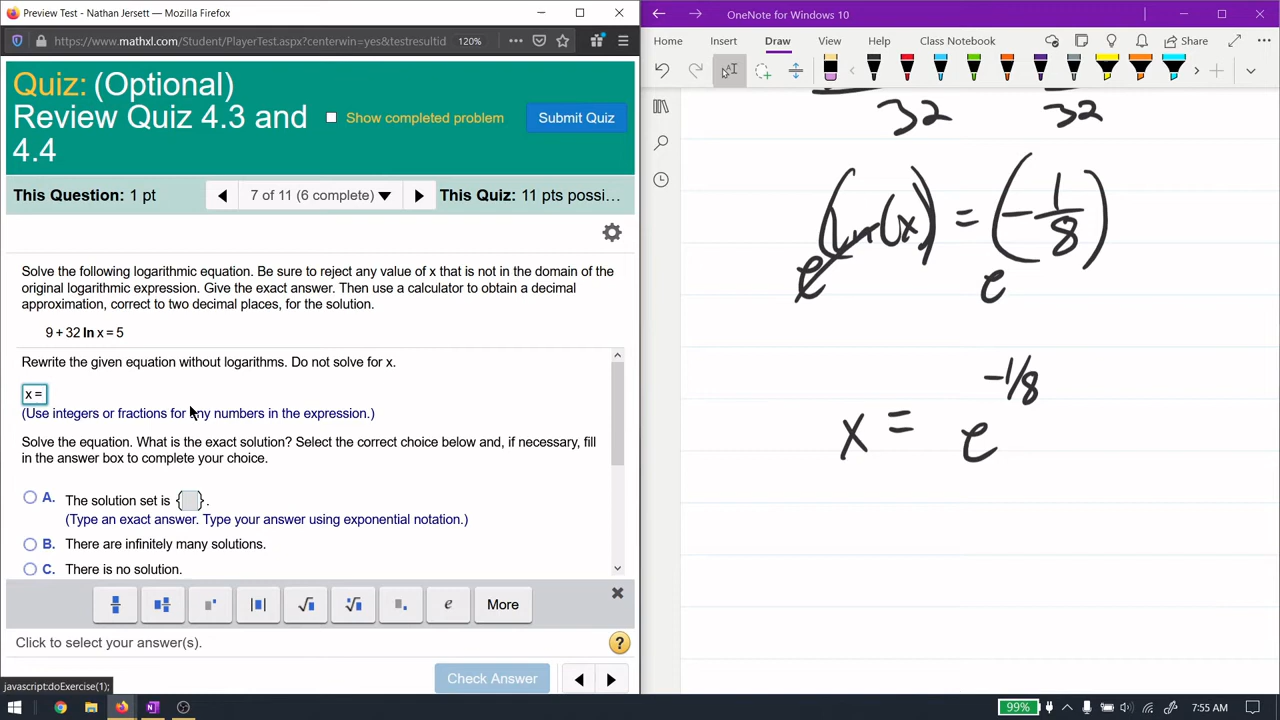 Preview Test - Nathan Jersett - Mozilla Firefox
https://www.mathxl.com/Student/PlayerTest.aspx?centerwin=yes&testresultid
120%
Quiz: (Optional)
Review Quiz 4.3 and
4.4
Show completed problem
Submit Quiz
This Question: 1 pt
7 of 11 (6 complete)
This Quiz: 11 pts possi...
Solve the following logarithmic equation. Be sure to reject any value of x that is not in the domain of the
original logarithmic expression. Give the exact answer. Then use a calculator to obtain a decimal
approximation, correct to two decimal places, for the solution.
9 + 32 ln x = 5
Rewrite the given equation without logarithms. Do not solve for x.
x =
(Use integers or fractions for any numbers in the expression.)
Solve the equation. What is the exact solution? Select the correct choice below and, if necessary, fill
in the answer box to complete your choice.
A. The solution set is { }.
(Type an exact answer. Type your answer using exponential notation.)
B. There are infinitely many solutions.
C. There is no solution.
e
More
Click to select your answer(s).
?
Check Answer
javascript:doExercise(1);
OneNote for Windows 10
Home Insert Draw View Help Class Notebook Share
32 32
e^(ln(x)) = e^(-1/8)
x = e^(-1/8)
99%
7:55 AM